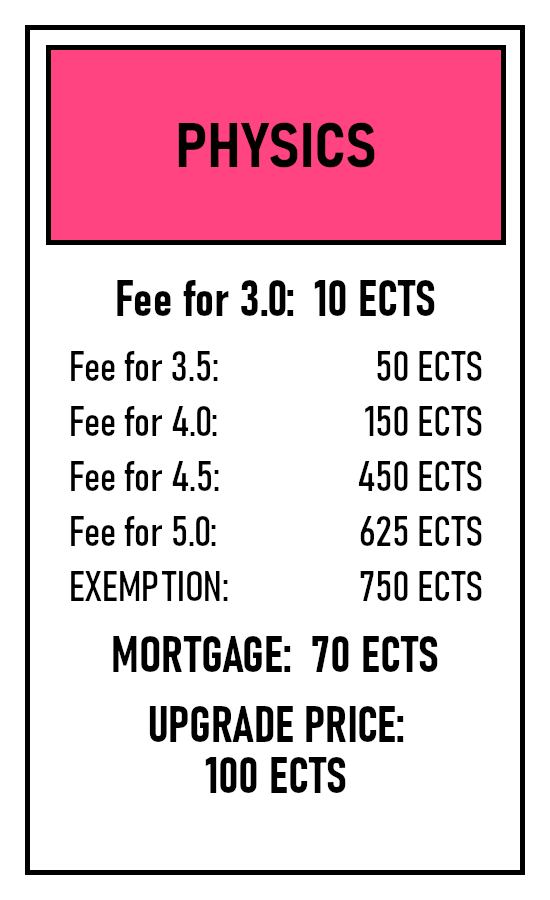 PHYSICS
Fee for 3.0: 10 ECTS
Fee for 3.5: 50 ECTS
Fee for 4.0: 150 ECTS
Fee for 4.5: 450 ECTS
Fee for 5.0: 625 ECTS
EXEMPTION: 750 ECTS
MORTGAGE: 70 ECTS
UPGRADE PRICE:
100 ECTS